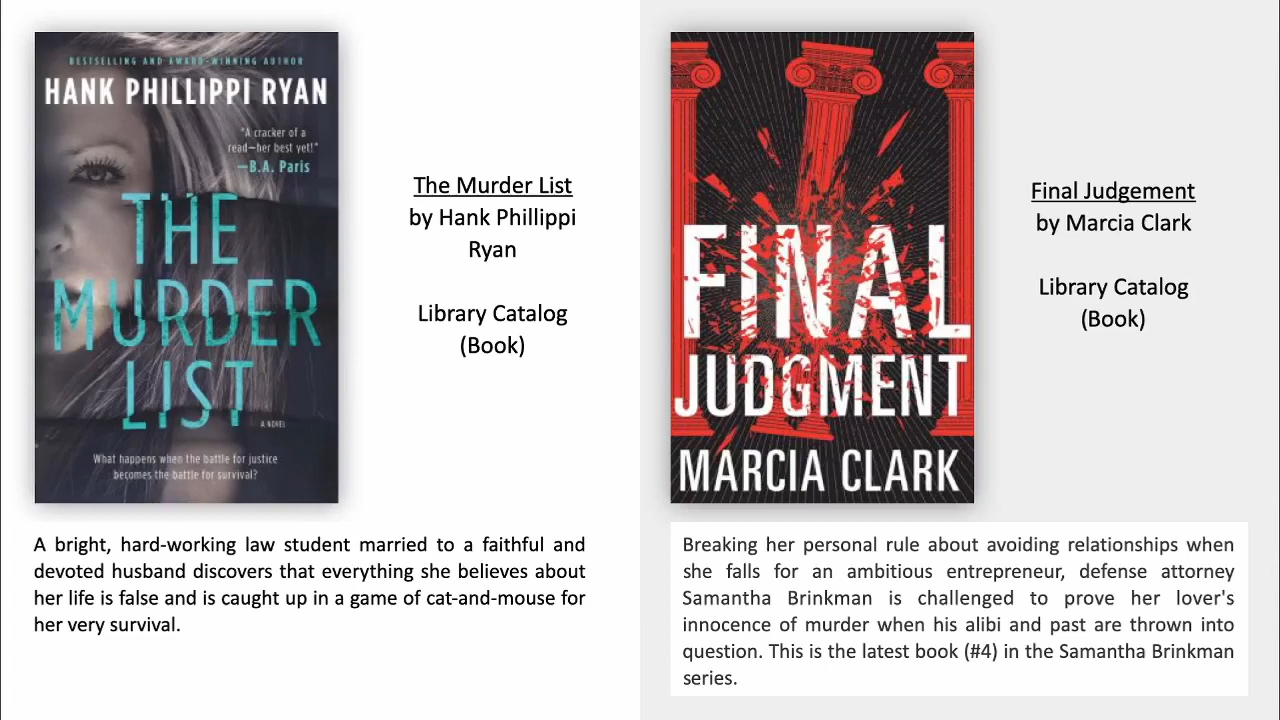 BESTSELLING AND AWARD-WINNING AUTHOR
HANK PHILLIPPI RYAN
"A cracker of a
read—her best yet!"
—B.A. Paris
THE
MURDER
LIST
A NOVEL
What happens when the battle for justice
becomes the battle for survival?
The Murder List
by Hank Phillippi
Ryan
Library Catalog
(Book)
A bright, hard-working law student married to a faithful and
devoted husband discovers that everything she believes about
her life is false and is caught up in a game of cat-and-mouse for
her very survival.
FINAL
JUDGMENT
MARCIA CLARK
Final Judgement
by Marcia Clark
Library Catalog
(Book)
Breaking her personal rule about avoiding relationships when
she falls for an ambitious entrepreneur, defense attorney
Samantha Brinkman is challenged to prove her lover's
innocence of murder when his alibi and past are thrown into
question. This is the latest book (#4) in the Samantha Brinkman
series.